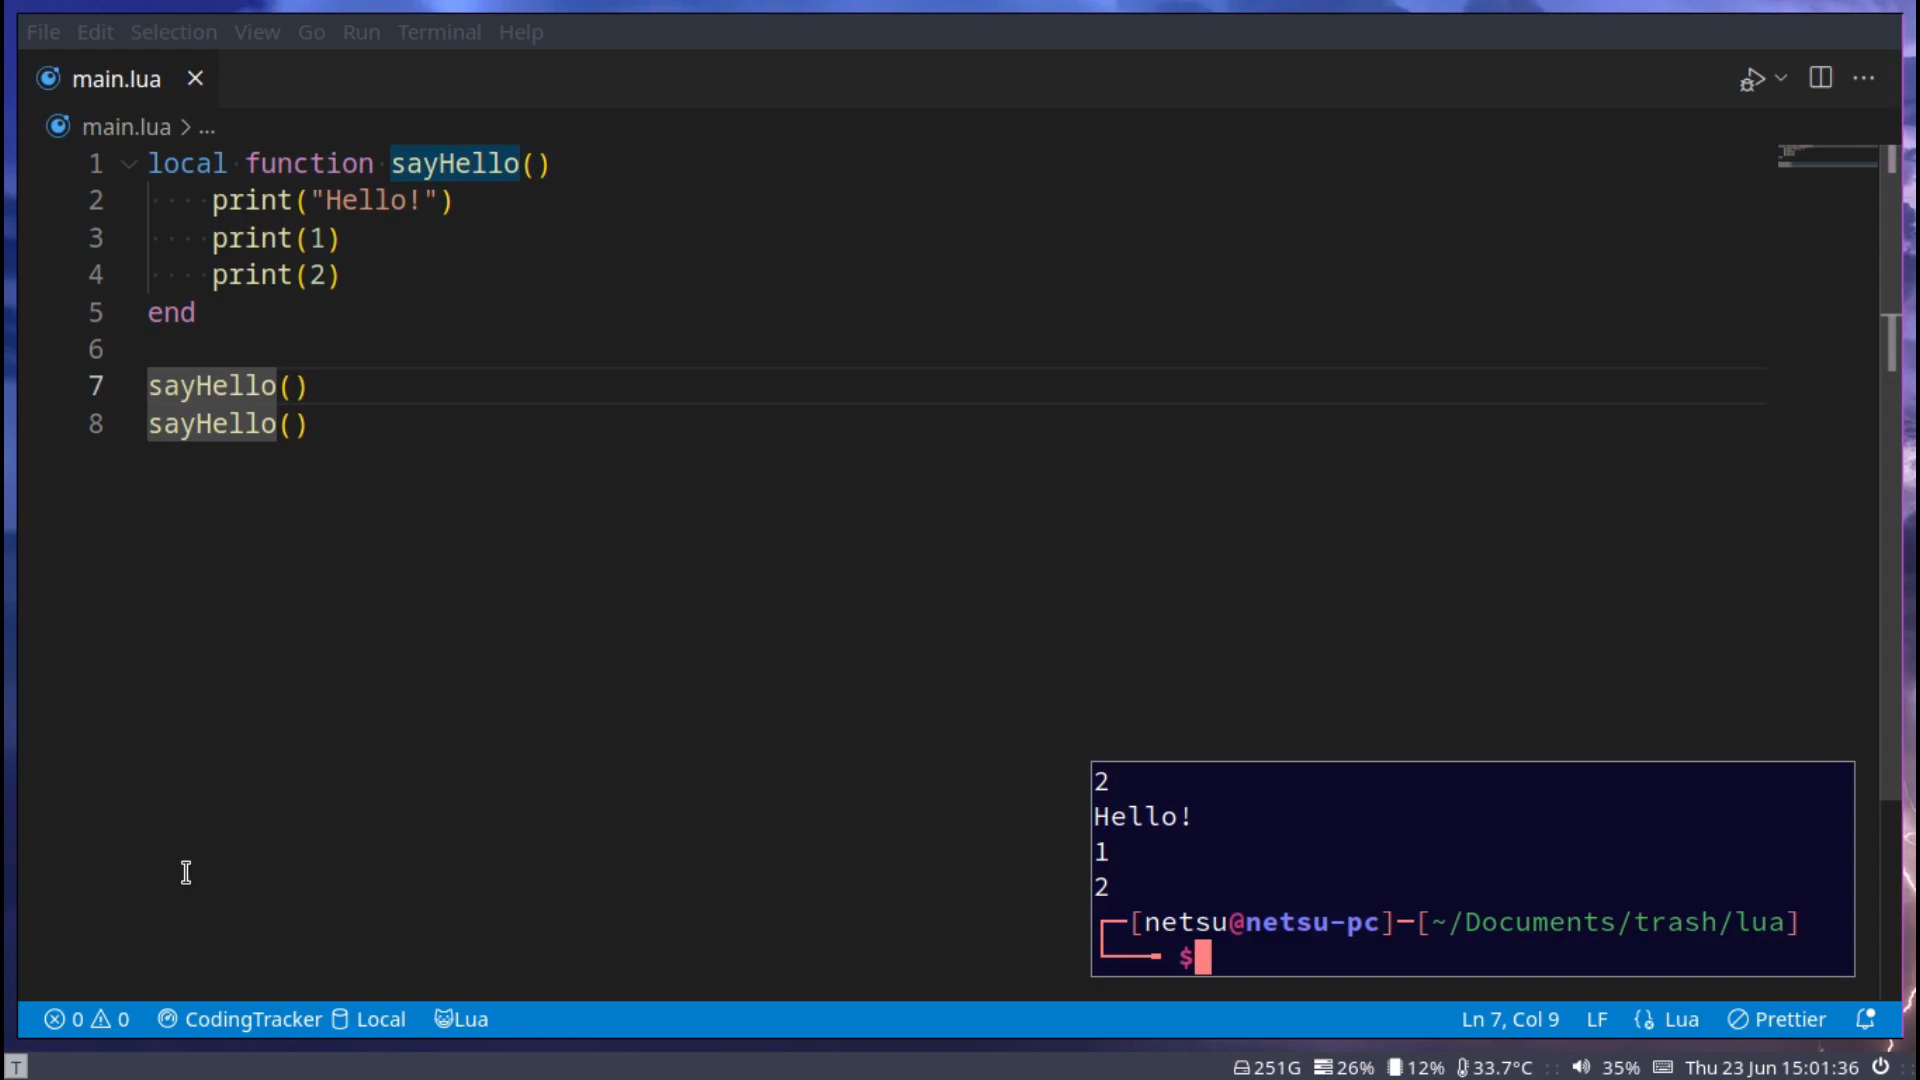 File Edit Selection View Go Run Terminal Help
main.lua
main.lua > ...
1 local function sayHello()
2 print("Hello!")
3 print(1)
4 print(2)
5 end
6
7 sayHello()
8 sayHello()
2
Hello!
1
2
[netsu@netsu-pc]-[~/Documents/trash/lua]
$
0 0 CodingTracker Local Lua Ln 7, Col 9 LF Lua Prettier
T 251G 26% 12% 33.7°C 35% Thu 23 Jun 15:01:36